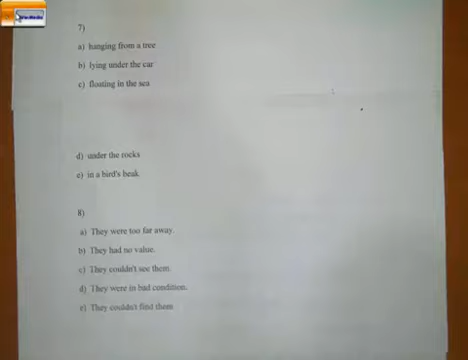 7)
a) hanging from a tree
b) lying under the car
c) floating in the sea
d) under the rocks
e) in a bird's beak
8)
a) They were too far away.
b) They had no value.
c) They couldn't see them.
d) They were in bad condition.
e) They couldn't find them